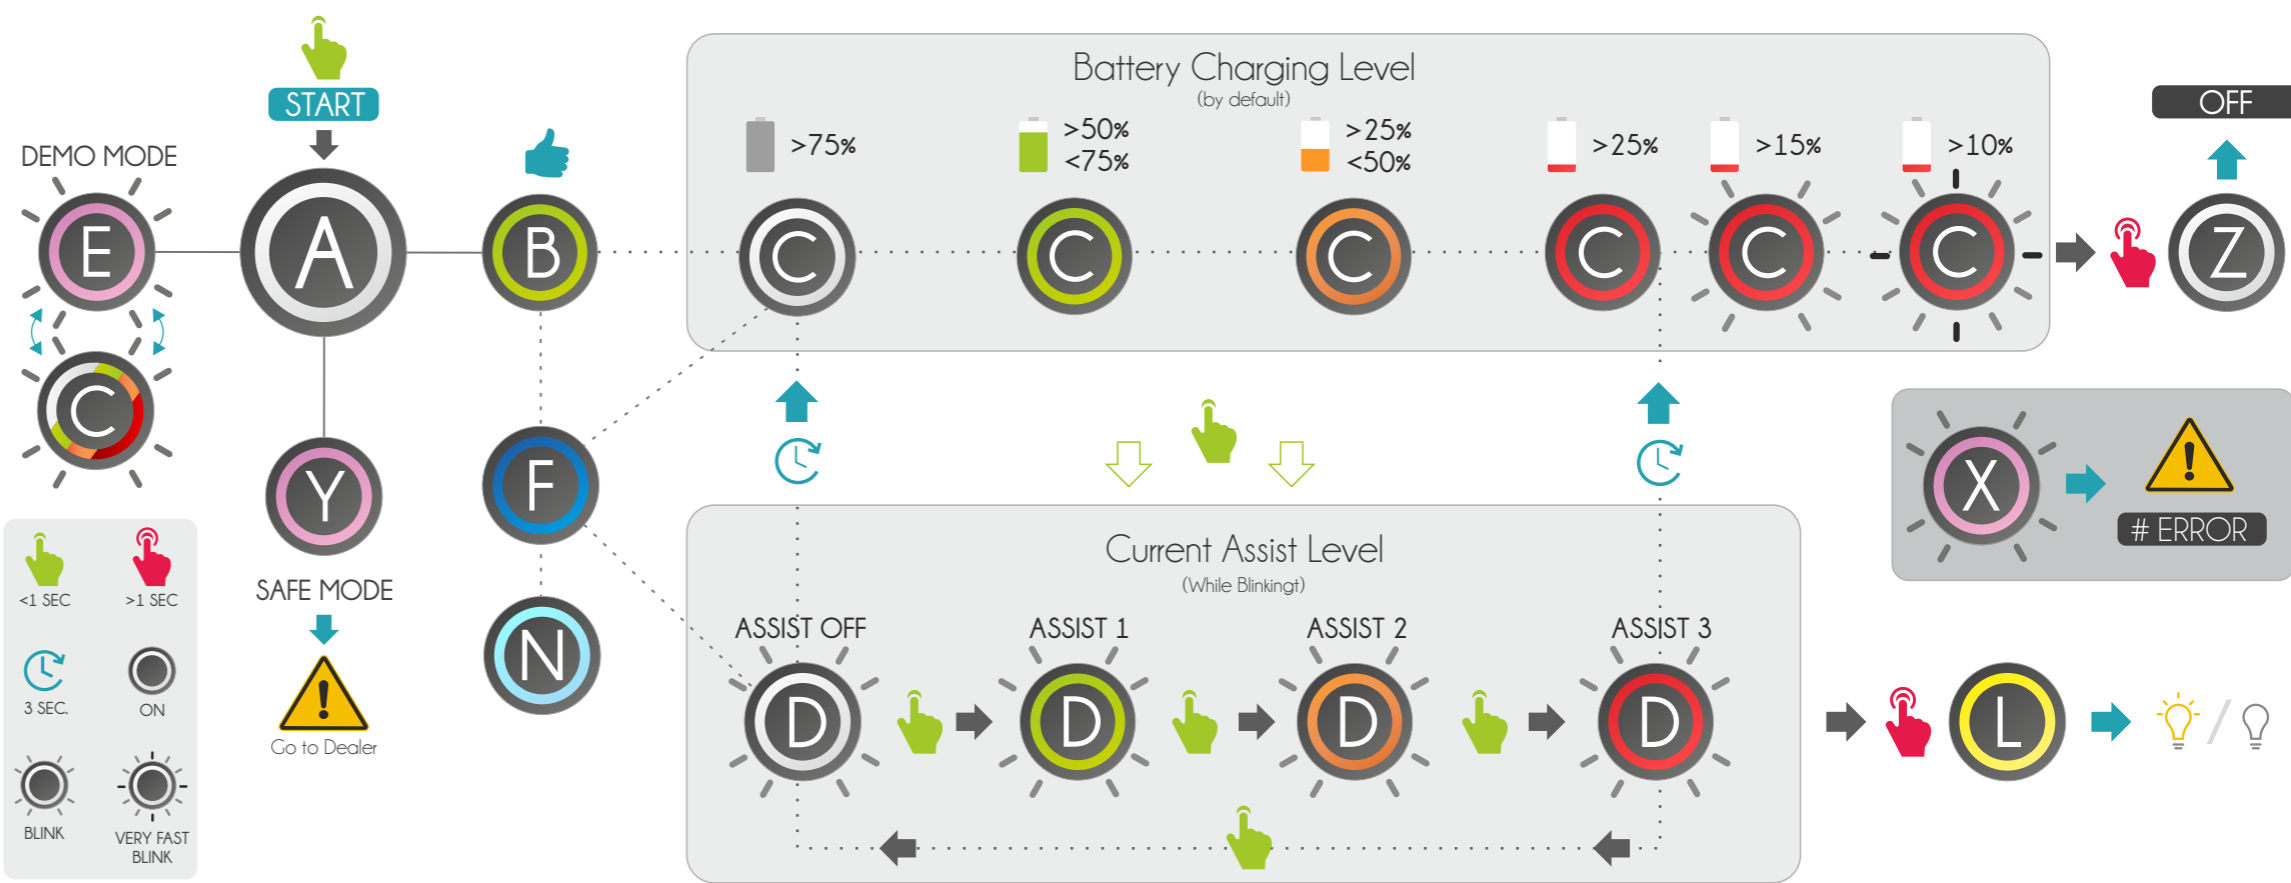 START
DEMO MODE
E
A
B
C
Y
SAFE MODE
Go to Dealer
F
N
<1 SEC
>1 SEC
3 SEC.
ON
BLINK
VERY FAST
BLINK
Battery Charging Level
(by default)
>75%
>50%
<75%
>25%
<50%
>25%
>15%
>10%
C
C
C
C
C
C
OFF
Z
X
# ERROR
Current Assist Level
(While Blinkingt)
ASSIST OFF
ASSIST 1
ASSIST 2
ASSIST 3
D
D
D
D
L